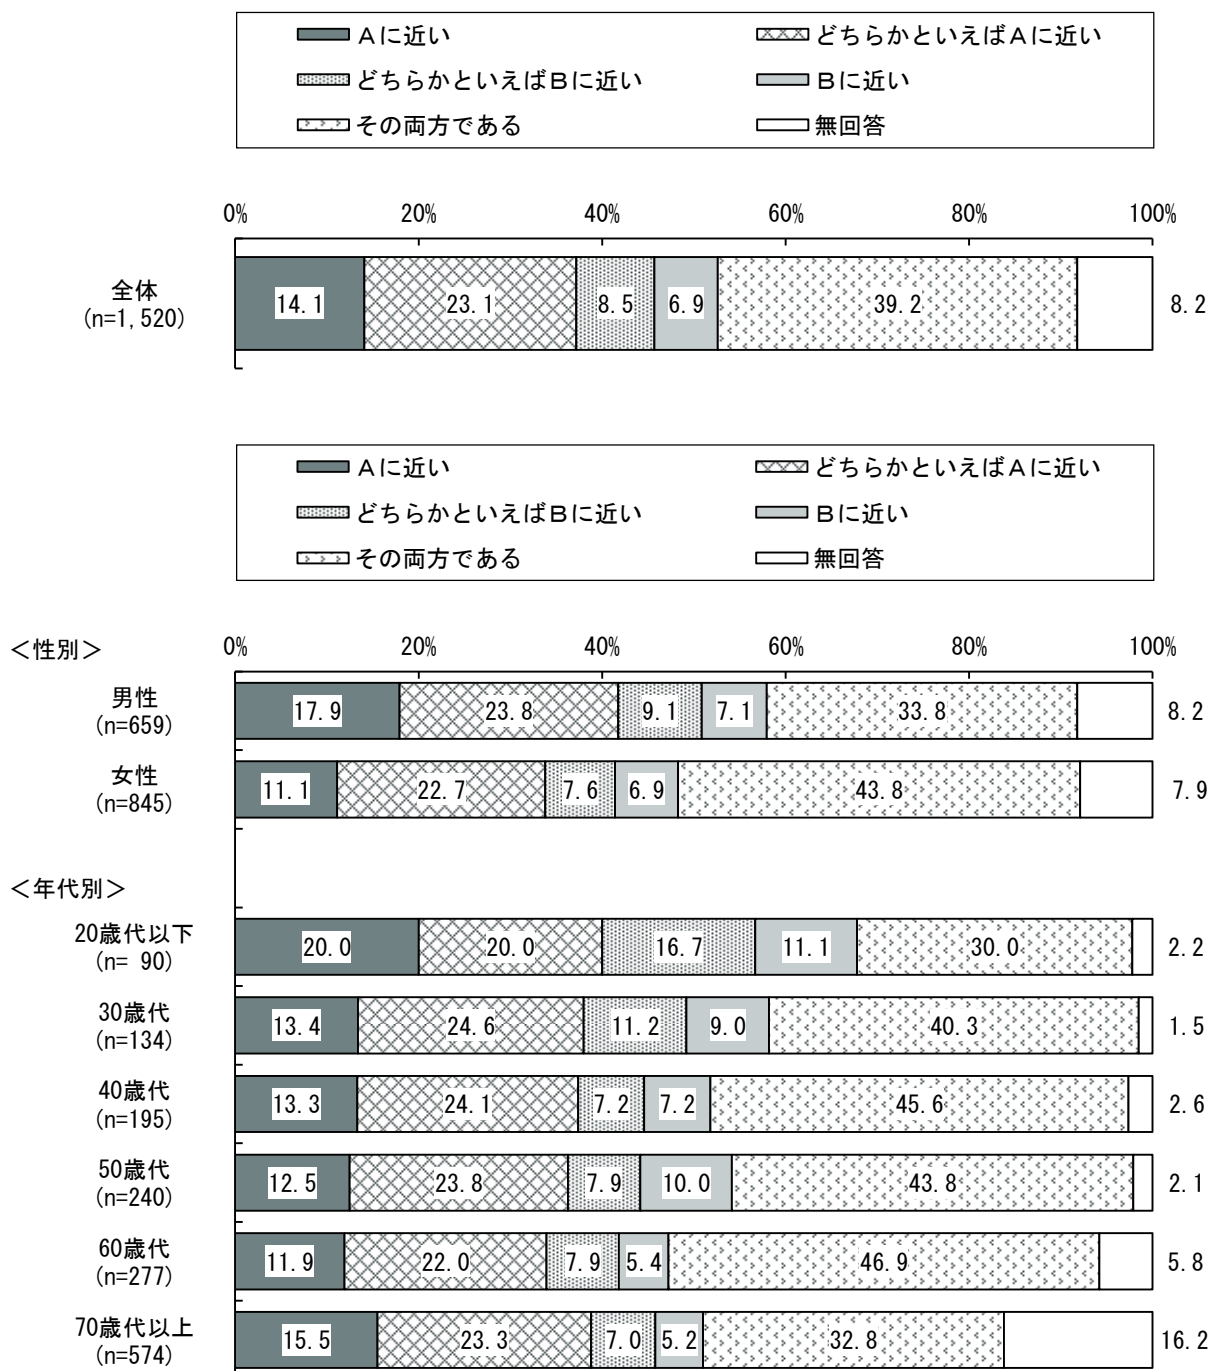 Ａに近い どちらかといえばＡに近い
どちらかといえばＢに近い Ｂに近い
その両方である 無回答
0% 20% 40% 60% 80% 100%
全体
(n=1,520)
14.1 23.1 8.5 6.9 39.2 8.2
Ａに近い どちらかといえばＡに近い
どちらかといえばＢに近い Ｂに近い
その両方である 無回答
＜性別＞ 0% 20% 40% 60% 80% 100%
男性
(n=659)
17.9 23.8 9.1 7.1 33.8 8.2
女性
(n=845)
11.1 22.7 7.6 6.9 43.8 7.9
＜年代別＞
20歳代以下
(n= 90)
20.0 20.0 16.7 11.1 30.0 2.2
30歳代
(n=134)
13.4 24.6 11.2 9.0 40.3 1.5
40歳代
(n=195)
13.3 24.1 7.2 7.2 45.6 2.6
50歳代
(n=240)
12.5 23.8 7.9 10.0 43.8 2.1
60歳代
(n=277)
11.9 22.0 7.9 5.4 46.9 5.8
70歳代以上
(n=574)
15.5 23.3 7.0 5.2 32.8 16.2